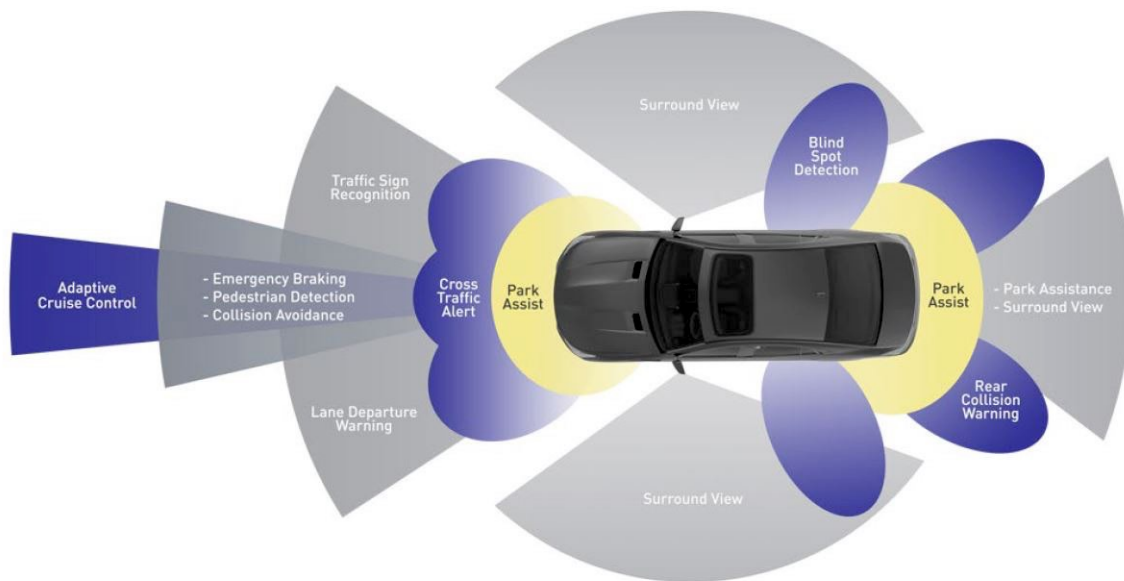 Surround View
Blind
Spot
Detection
Traffic Sign
Recognition
Adaptive
Cruise Control
- Emergency Braking
- Pedestrian Detection
- Collision Avoidance
Cross
Traffic
Alert
Park
Assist
Park
Assist
- Park Assistance
- Surround View
Lane Departure
Warning
Rear
Collision
Warning
Surround View